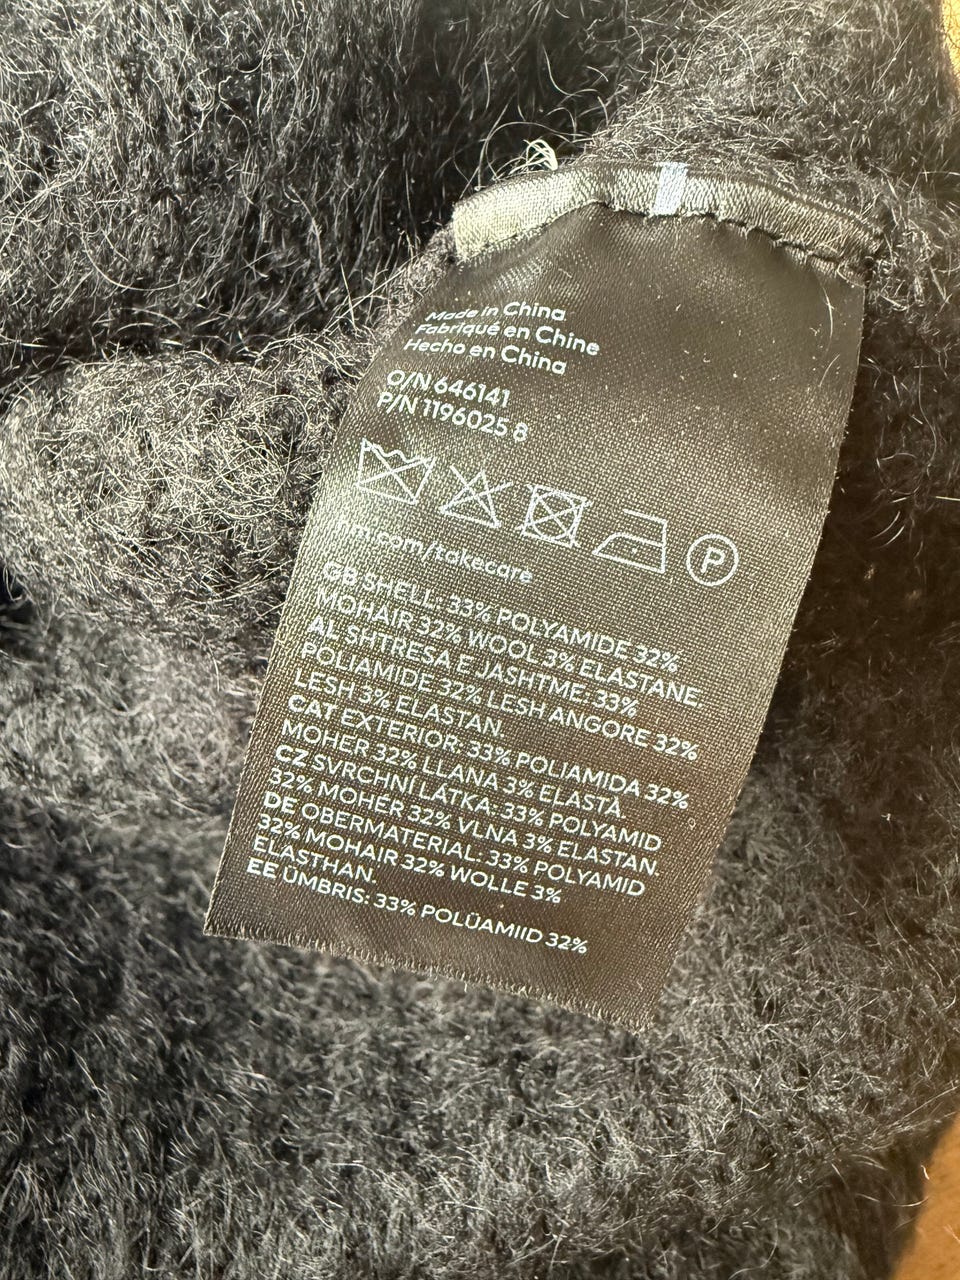 Made in China
Fabriqué en Chine
Hecho en China
O/N 646141
P/N 1196025 8
P
hm.com/takecare
GB SHELL: 33% POLYAMIDE 32%
MOHAIR 32% WOOL 3% ELASTANE.
AL SHTRESA E JASHTME: 33%
POLIAMIDE 32% LESH ANGORE 32%
LESH 3% ELASTAN.
CAT EXTERIOR: 33% POLIAMIDA 32%
MOHER 32% LLANA 3% ELASTÀ.
CZ SVRCHNÍ LÁTKA: 33% POLYAMID
32% MOHÉR 32% VLNA 3% ELASTAN.
DE OBERMATERIAL: 33% POLYAMID
32% MOHAIR 32% WOLLE 3%
ELASTHAN.
EE ÜMBRIS: 33% POLÜAMIID 32%